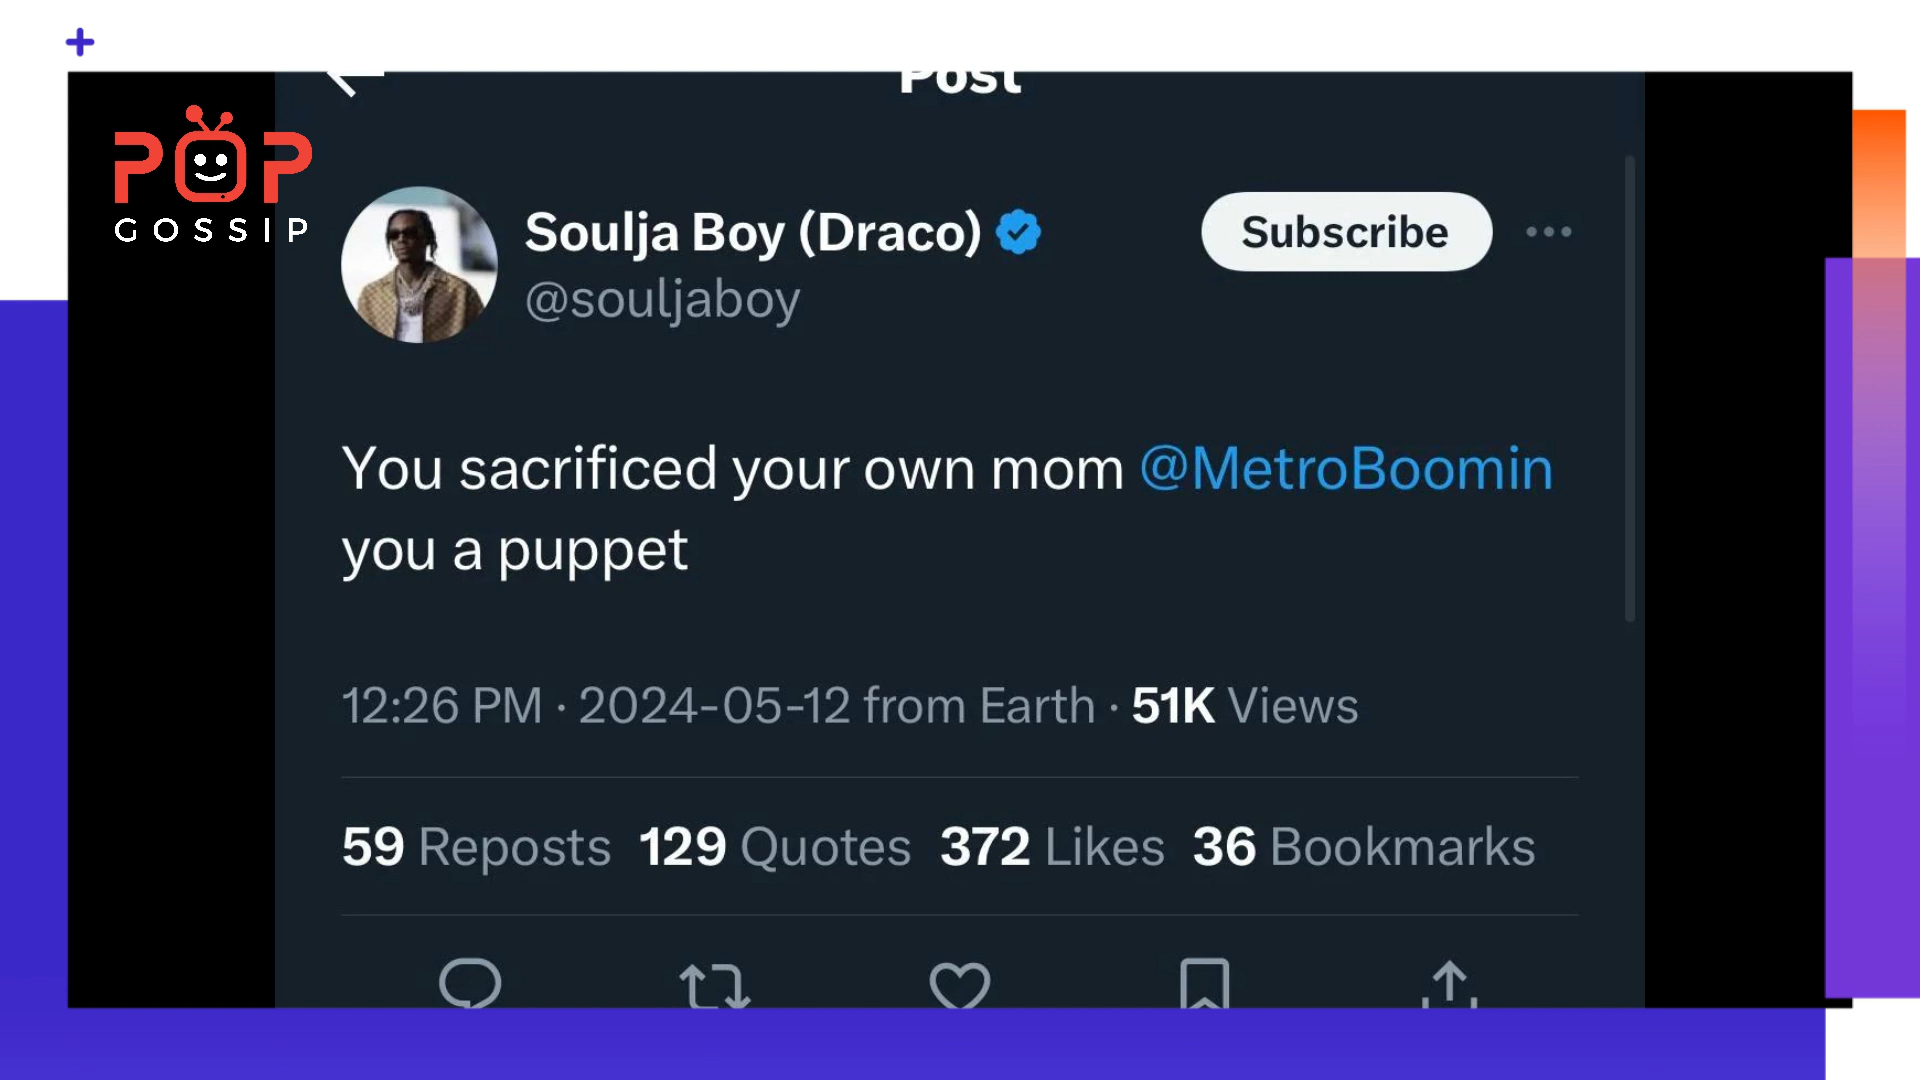 Post
POP
GOSSIP
Soulja Boy (Draco)
Subscribe
@souljaboy
You sacrificed your own mom @MetroBoomin
you a puppet
12:26 PM · 2024-05-12 from Earth · 51K Views
59 Reposts 129 Quotes 372 Likes 36 Bookmarks